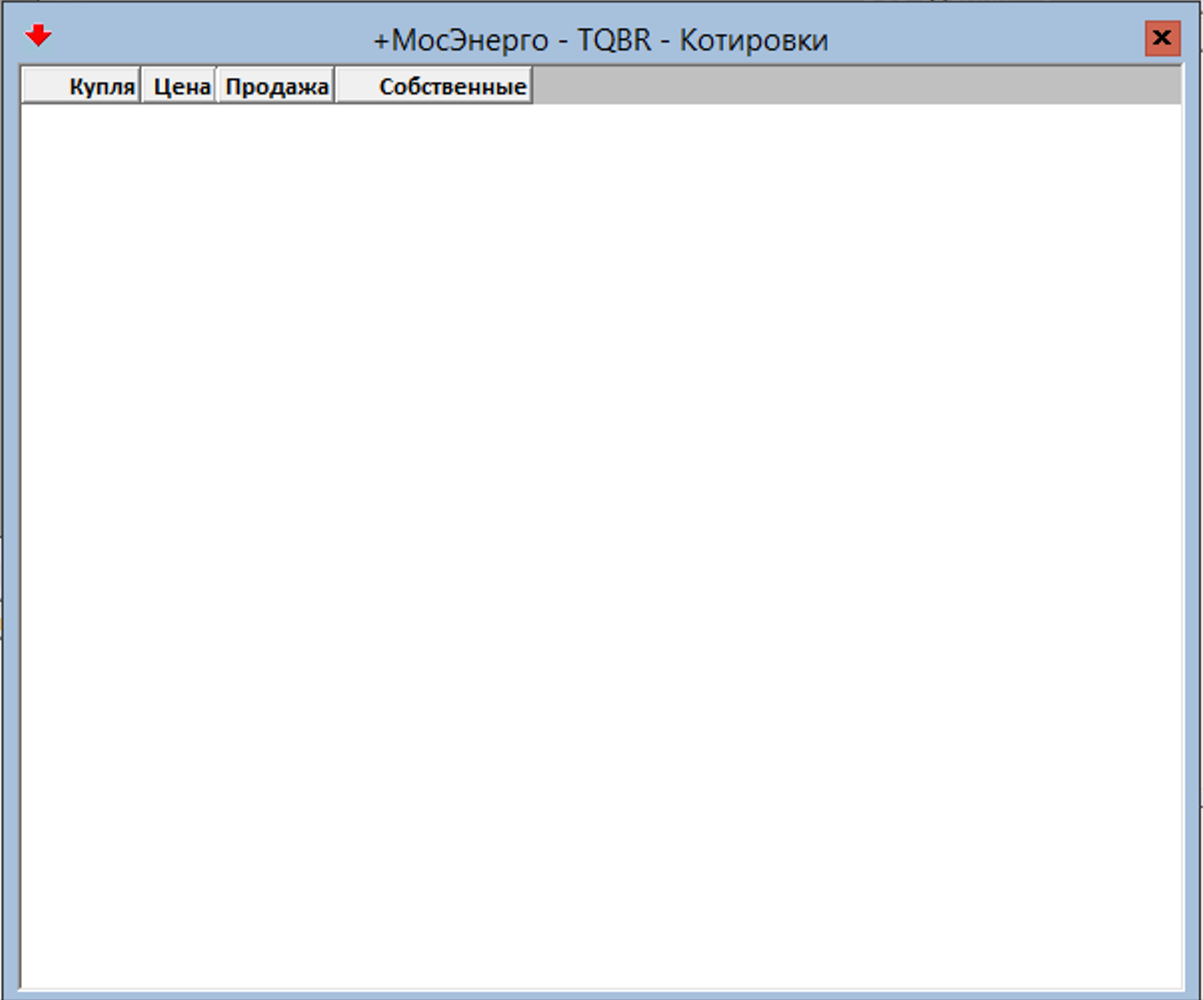 +МосЭнерго - TQBR - Котировки
Купля Цена Продажа Собственные